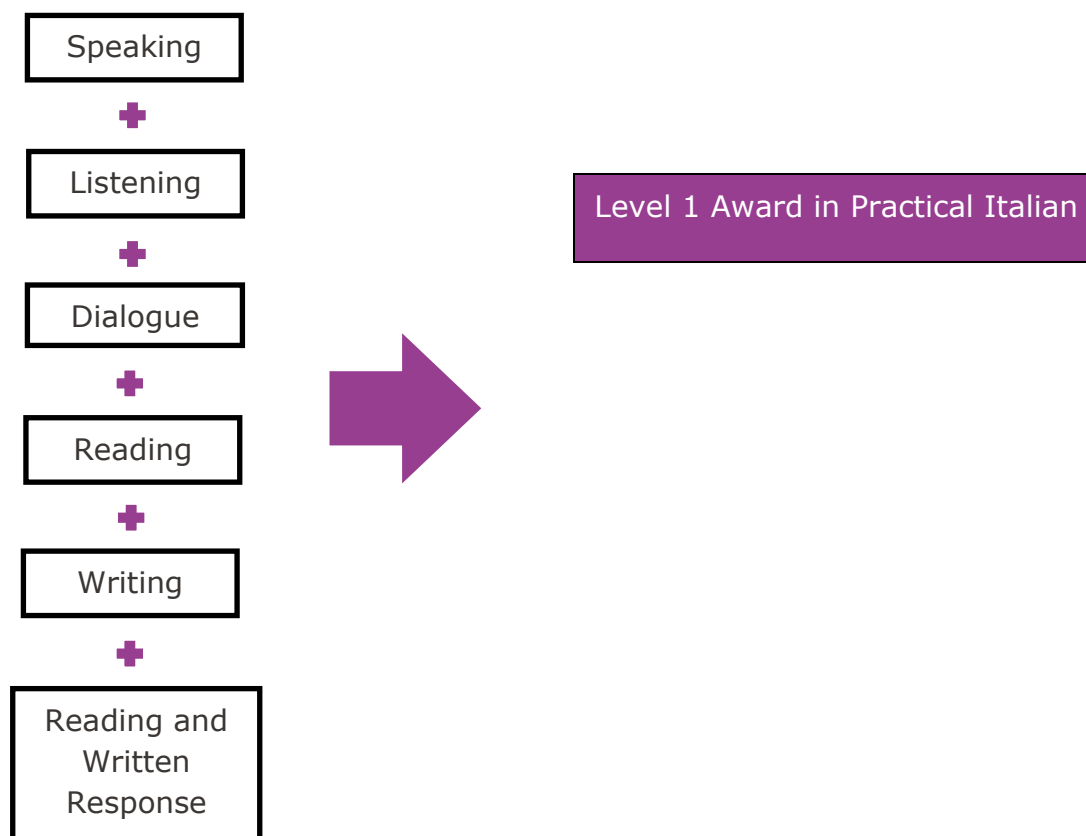 Speaking
Listening
Dialogue
Reading
Writing
Reading and
Written
Response
Level 1 Award in Practical Italian